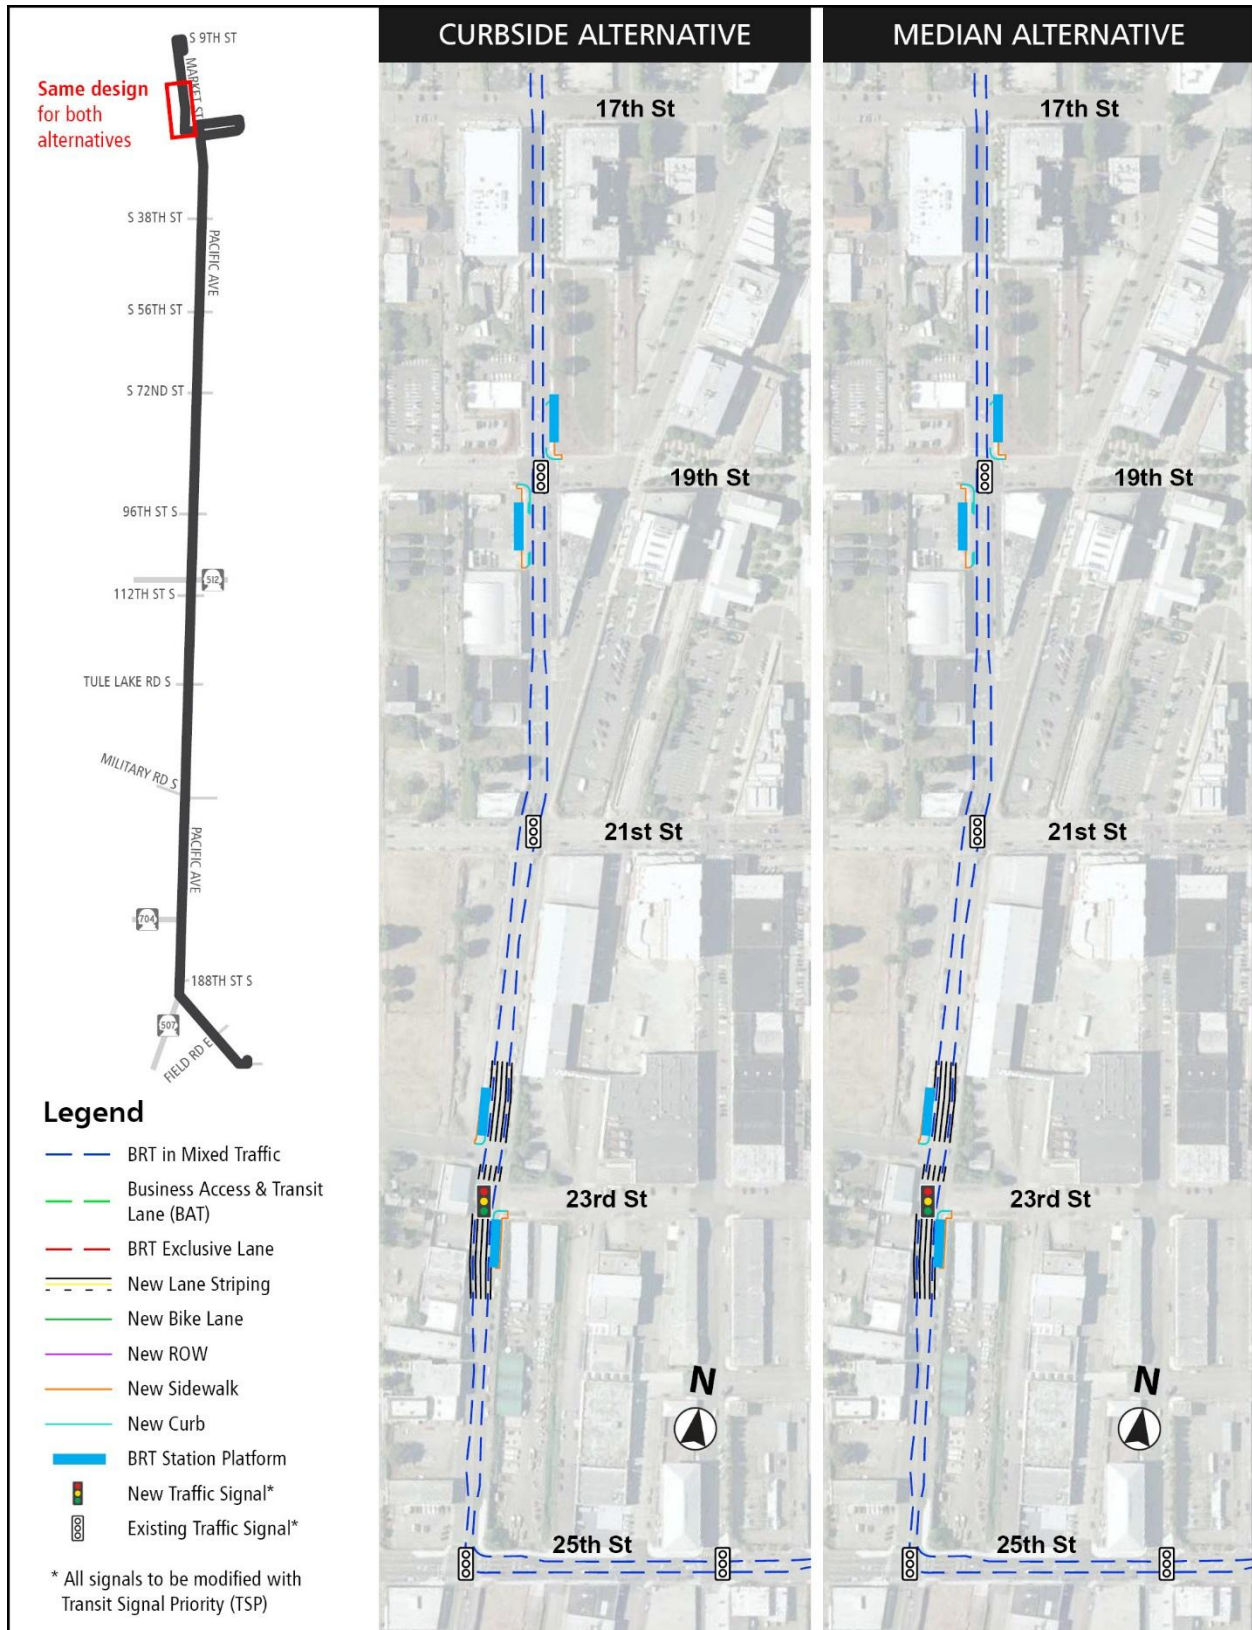 S 9TH ST
MARKET ST
Same design
for both
alternatives
S 38TH ST
PACIFIC AVE
S 56TH ST
S 72ND ST
96TH ST S
512
112TH ST S
TULE LAKE RD S
MILITARY RD S
PACIFIC AVE
704
188TH ST S
507
FIELD RD E
Legend
BRT in Mixed Traffic
Business Access & Transit
Lane (BAT)
BRT Exclusive Lane
New Lane Striping
New Bike Lane
New ROW
New Sidewalk
New Curb
BRT Station Platform
New Traffic Signal*
Existing Traffic Signal*
* All signals to be modified with
Transit Signal Priority (TSP)
CURBSIDE ALTERNATIVE
17th St
19th St
21st St
23rd St
N
25th St
MEDIAN ALTERNATIVE
17th St
19th St
21st St
23rd St
N
25th St